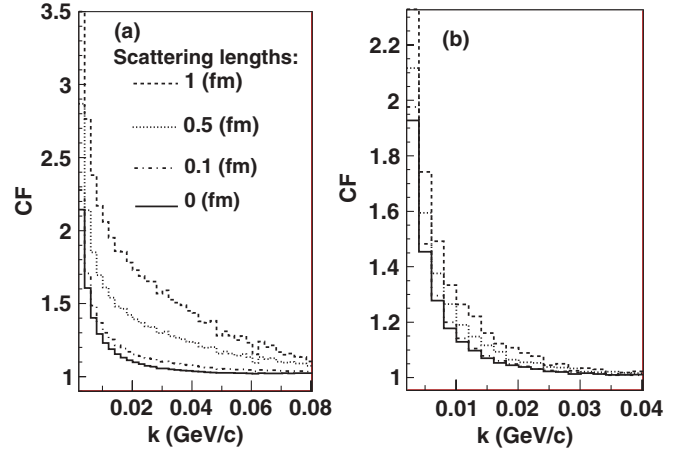 3.5
3
2.5
2
1.5
1
CF
(a)
Scattering lengths:
1 (fm)
0.5 (fm)
0.1 (fm)
0 (fm)
0.02 0.04 0.06 0.08
k (GeV/c)
2.2
2
1.8
1.6
1.4
1.2
1
CF
(b)
0.01 0.02 0.03 0.04
k (GeV/c)